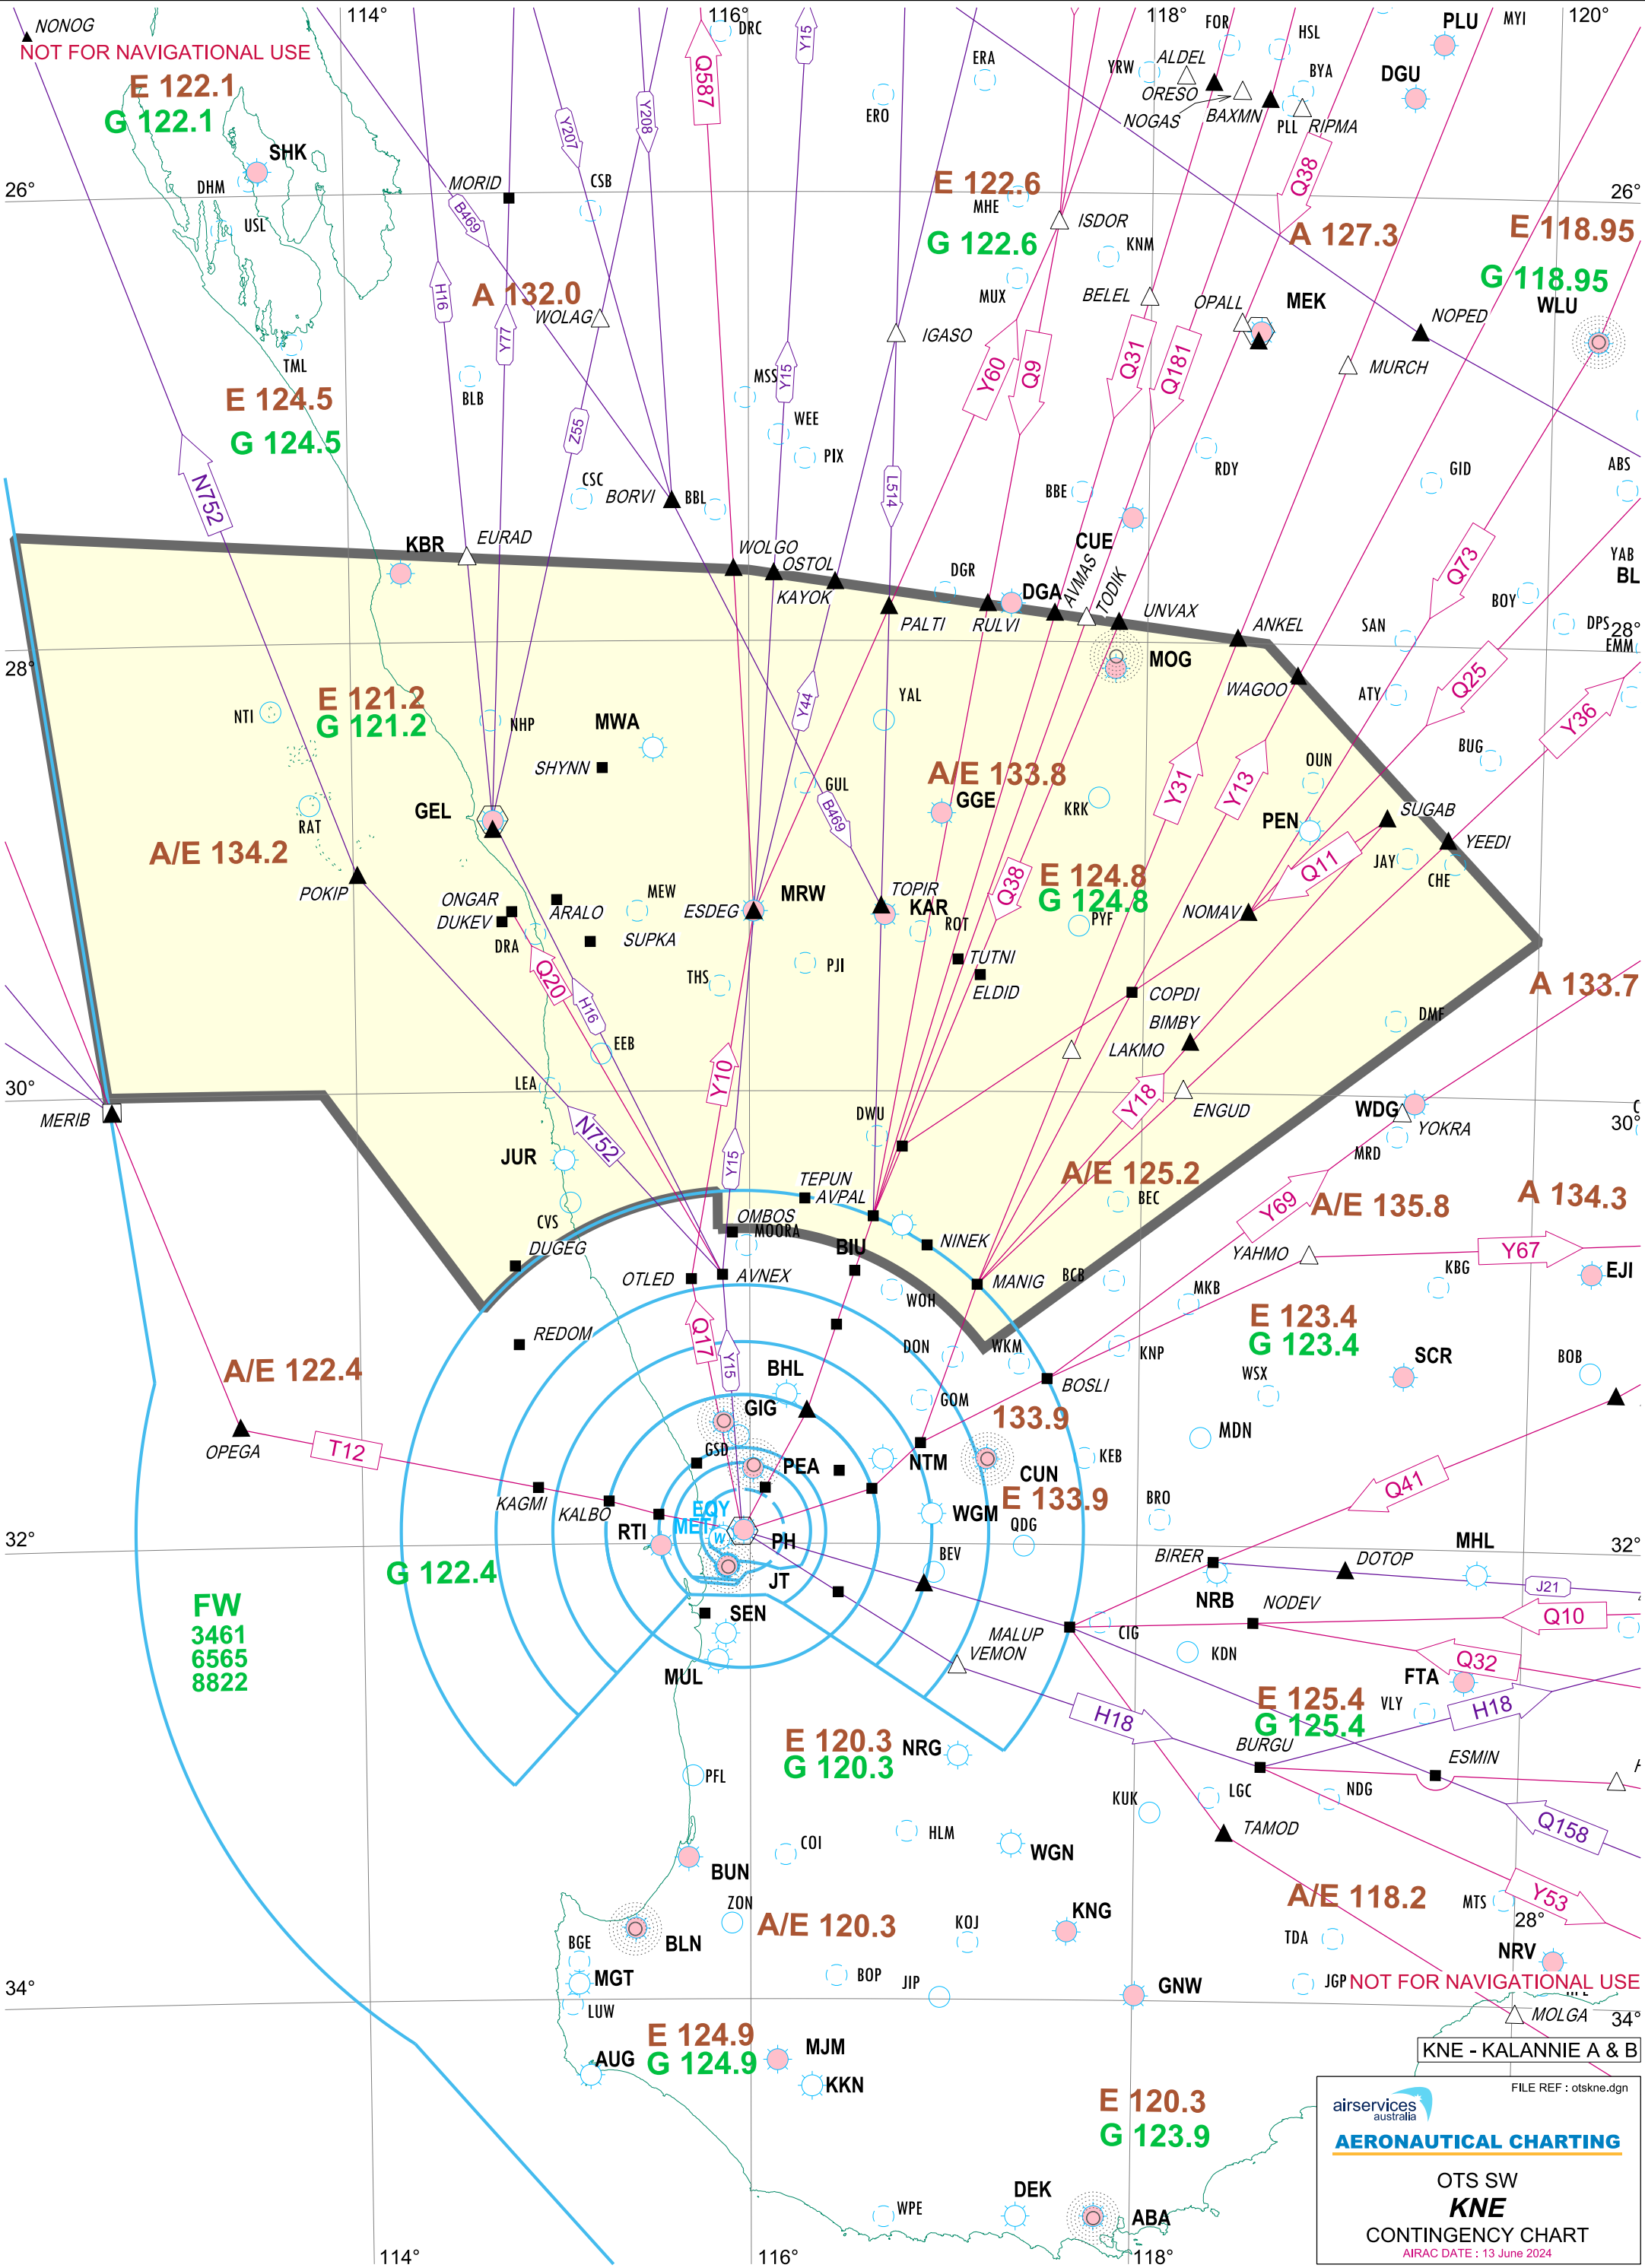 114°
116°
118°
120°
NONOG
NOT FOR NAVIGATIONAL USE
DRC
Y15
FOR
HSL
PLU
MYI
E 122.1
G 122.1
Q587
ERA
YRW
ALDEL
BYA
DGU
ERO
ORESO
NOGAS
BAXMN
PLL
RIPMA
Y207
Y208
SHK
DHM
USL
MORID
CSB
26°
B469
E 122.6
MHE
G 122.6
ISDOR
KNM
Q38
A 127.3
26°
E 118.95
G 118.95
H16
A 132.0
WOLAG
Y77
MUX
BELEL
OPALL
MEK
WLU
NOPED
TML
IGASO
MURCH
E 124.5
G 124.5
BLB
Z55
MSS
Y15
WEE
PIX
Y60
Q9
Q31
Q181
RDY
GID
ABS
N752
CSC
BORVI
BBL
L514
BBE
CUE
KBR
EURAD
WOLGO
OSTOL
KAYOK
DGR
DGA
AVMAS
TODIK
UNVAX
ANKEL
Q73
YAB
BL
BOY
PALTI
RULVI
SAN
DPS
28°
28°
EMM
MOG
WAGOO
ATY
Q25
E 121.2
G 121.2
NTI
NHP
MWA
SHYNN
Y44
YAL
Y36
BUG
GUL
A/E 133.8
GGE
KRK
Y31
Y13
OUN
RAT
GEL
B469
PEN
SUGAB
YEEDI
A/E 134.2
POKIP
Q11
JAY
CHE
ONGAR
DUKEV
ARALO
MEW
ESDEG
MRW
TOPIR
KAR
Q38
E 124.8
G 124.8
NOMAV
DRA
SUPKA
ROT
PYF
TUTNI
ELDID
Q20
H16
THS
PJI
COPDI
A 133.7
BIMBY
DMF
EEB
LAKMO
30°
MERIB
LEA
Y10
Y18
ENGUD
WDG
YOKRA
30°
N752
DWU
MRD
JUR
Y15
A/E 125.2
TEPUN
AVPAL
BEC
A/E 135.8
A 134.3
CVS
OMBOS
MOORA
NINEK
Y69
YAHMO
Y67
DUGEG
OTLED
AVNEX
BIU
WOH
MANIG
BCB
MKB
KBG
EJI
REDOM
Q17
Y15
DON
WKM
KNP
E 123.4
G 123.4
SCR
A/E 122.4
BHL
GOM
BOSLI
WSX
BOB
GIG
133.9
MDN
OPEGA
T12
GSD
PEA
NTM
CUN
KEB
Q41
KAGMI
KALBO
EQY
MET
W
WGM
E 133.9
BRO
RTI
PH
QDG
32°
32°
G 122.4
JT
BEV
BIRER
DOTOP
MHL
J21
SEN
NRB
NODEV
Q10
FW
3461
6565
8822
MUL
MALUP
VEMON
CIG
KDN
Q32
FTA
H18
E 125.4
G 125.4
VLY
H18
E 120.3
G 120.3
NRG
BURGU
ESMIN
PFL
KUK
LGC
NDG
Q158
TAMOD
COI
HLM
WGN
BUN
A/E 118.2
Y53
MTS
28°
ZON
A/E 120.3
KOJ
KNG
BLN
TDA
NRV
BGE
MGT
BOP
JIP
GNW
JGP
NOT FOR NAVIGATIONAL USE
34°
LUW
MOLGA
34°
E 124.9
G 124.9
AUG
MJM
KKN
KNE - KALANNIE A & B
E 120.3
G 123.9
FILE REF : otskne.dgn
airservices
australia
AERONAUTICAL CHARTING
OTS SW
KNE
CONTINGENCY CHART
AIRAC DATE : 13 June 2024
WPE
DEK
ABA
114°
116°
118°